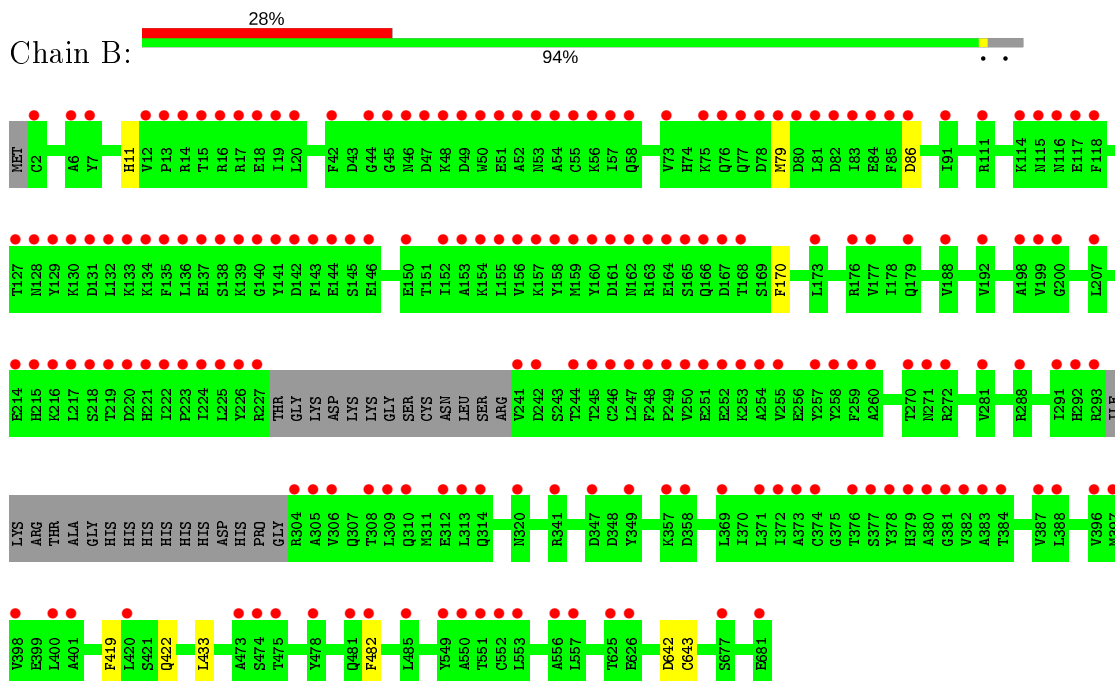 28%
Chain B:
94%
MET C2 A6 Y7 H11 V12 P13 R14 T15 R16 R17 E18 I19 L20 F42 D43 G44 G45 N46 D47 K48 D49 W50 E51 A52 N53 A54 C55 K56 I57 Q58 V73 H74 K75 Q76 Q77 D78 M79 D80 L81 D82 I83 E84 F85 D86 I91 R111 K114 N115 N116 E117 F118
T127 N128 Y129 K130 D131 L132 K133 K134 F135 L136 E137 S138 K139 G140 Y141 D142 F143 E144 S145 E146 E150 T151 I152 A153 K154 L155 V156 K157 Y158 M159 Y160 D161 N162 R163 E164 S165 Q166 D167 T168 S169 F170 L173 R176 V177 I178 Q179 V188 V192 A198 V199 G200 L207
E214 H215 K216 L217 S218 T219 D220 H221 I222 P223 I224 L225 Y226 R227 THR GLY LYS ASP LYS LYS GLY SER CYS ASN LEU SER ARG V241 D242 S243 T244 T245 C246 L247 F248 P249 V250 E251 E252 K253 A254 V255 E256 Y257 Y258 F259 A260 T270 N271 R272 V281 R288 I291 H292 R293 ILE
LYS ARG THR ALA GLY HIS HIS HIS HIS HIS HIS ASP HIS PRO GLY R304 A305 V306 Q307 T308 L309 Q310 M311 E312 L313 Q314 N320 R341 D347 D348 Y349 K357 D358 L369 I370 L371 I372 A373 C374 G375 T376 S377 Y378 H379 A380 G381 V382 A383 T384 V387 L388 V396 M397
V398 E399 L400 A401 F419 L420 S421 Q422 L433 A473 S474 T475 Y478 Q481 F482 L485 Y549 A550 T551 C552 L553 A556 L557 T625 E626 D642 C643 S677 E681